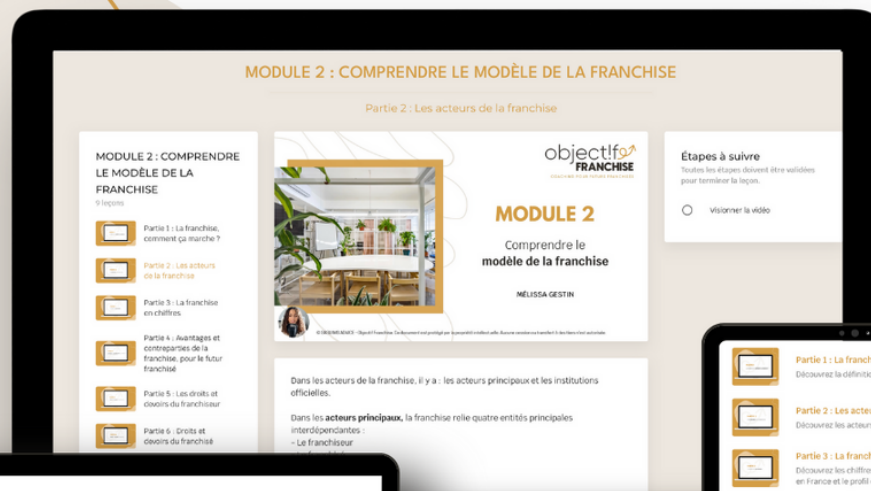 MODULE 2 : COMPRENDRE LE MODÈLE DE LA FRANCHISE
Partie 2 : Les acteurs de la franchise
MODULE 2 : COMPRENDRE
LE MODÈLE DE LA
FRANCHISE
9 leçons
Partie 1 : La franchise,
comment ça marche ?
Partie 2 : Les acteurs
de la franchise
Partie 3 : La franchise
en chiffres
Partie 4 : Avantages et
contreparties de la
franchise, pour le futur
franchisé
Partie 5 : Les droits et
devoirs du franchiseur
Partie 6 : Droits et
devoirs du franchisé
object!f
FRANCHISE
MODULE 2
Comprendre le
modèle de la franchise
MÉLISSA GESTIN
Dans les acteurs de la franchise, il y a : les acteurs principaux et les institutions
officielles.
Dans les acteurs principaux, la franchise relie quatre entités principales
interdépendantes :
- Le franchiseur
Étapes à suivre
Toutes les étapes doivent être validées
pour terminer la leçon.
Visionner la vidéo
Partie 1 : La franch
Découvrez la définitio
Partie 2 : Les acte
Découvrez les acteurs
Partie 3 : La franch
Découvrez les chiffre
en France et le profil